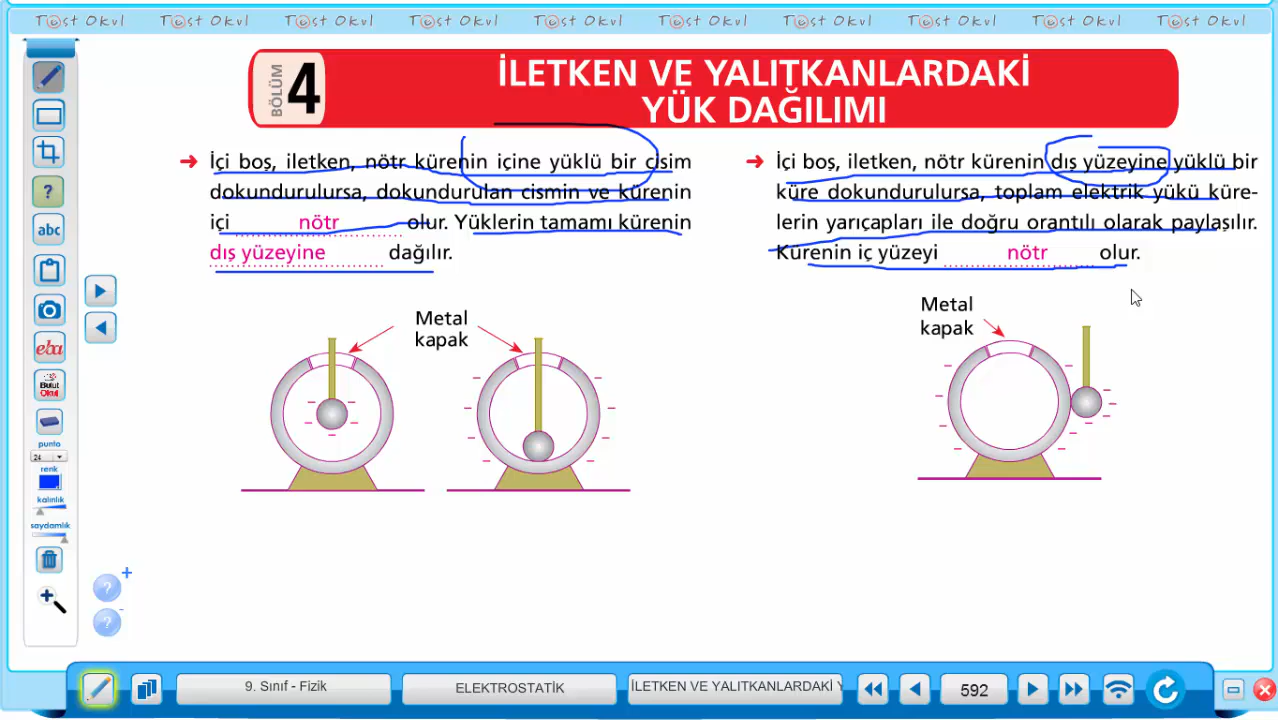 Test Okul Test Okul Test Okul Test Okul Test Okul Test Okul Test Okul Test Okul Test Okul Test Okul
BÖLÜM
4
İLETKEN VE YALITKANLARDAKİ
YÜK DAĞILIMI
İçi boş, iletken, nötr kürenin içine yüklü bir cisim
dokundurulursa, dokundurulan cismin ve kürenin
içi nötr olur. Yüklerin tamamı kürenin
dış yüzeyine dağılır.
İçi boş, iletken, nötr kürenin dış yüzeyine yüklü bir
küre dokundurulursa, toplam elektrik yükü küre-
lerin yarıçapları ile doğru orantılı olarak paylaşılır.
Kürenin iç yüzeyi nötr olur.
Metal
kapak
Metal
kapak
?
abc
eba
Bulut
Okul
punto
24
renk
kalınlık
saydamlık
?
?
9. Sınıf - Fizik
ELEKTROSTATİK
İLETKEN VE YALITKANLARDAKİ Y
592